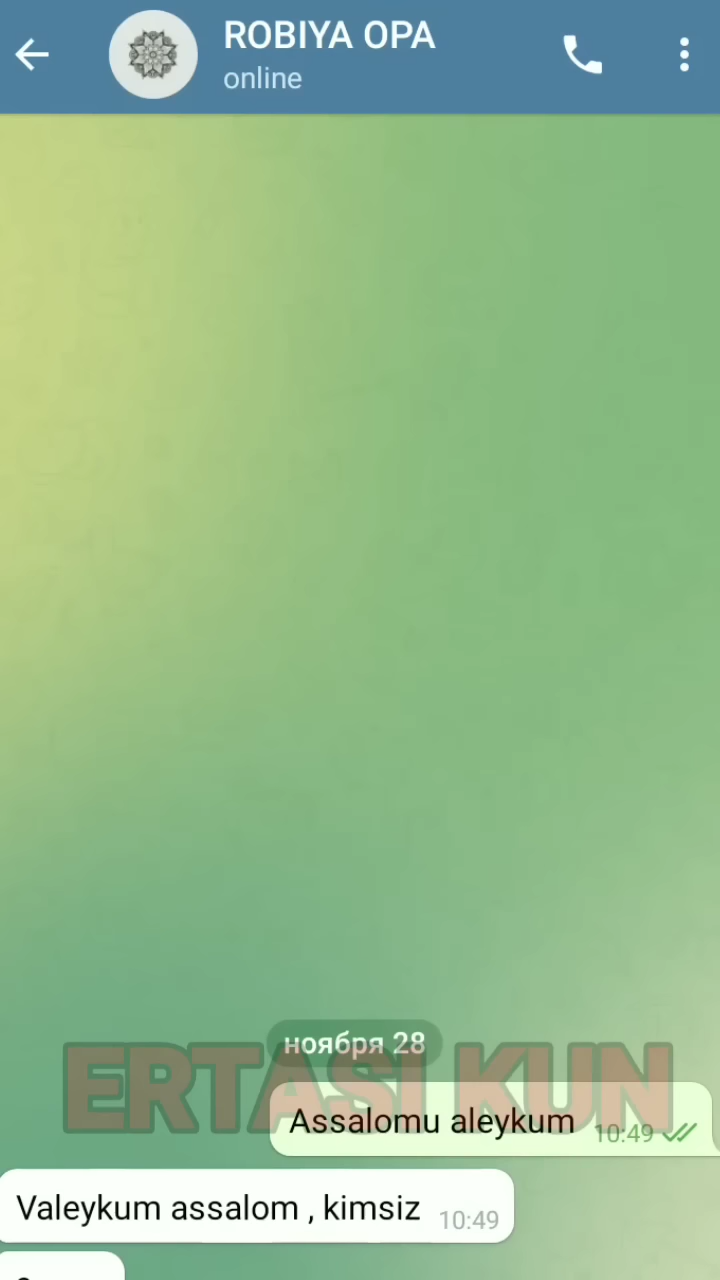 ROBIYA OPA
online
ноября 28
ERTASI KUN
Assalomu aleykum 10:49
Valeykum assalom , kimsiz 10:49